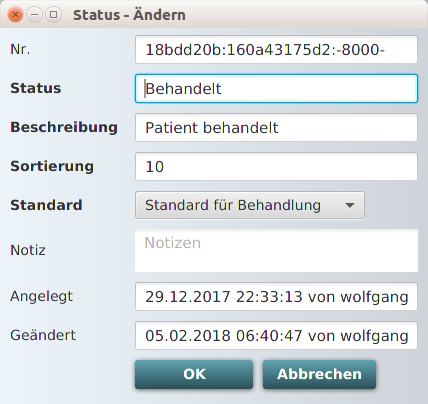 Status - Ändern
Nr. 18bdd20b:160a43175d2:-8000-
Status Behandelt
Beschreibung Patient behandelt
Sortierung 10
Standard Standard für Behandlung
Notiz Notizen
Angelegt 29.12.2017 22:33:13 von wolfgang
Geändert 05.02.2018 06:40:47 von wolfgang
OK Abbrechen